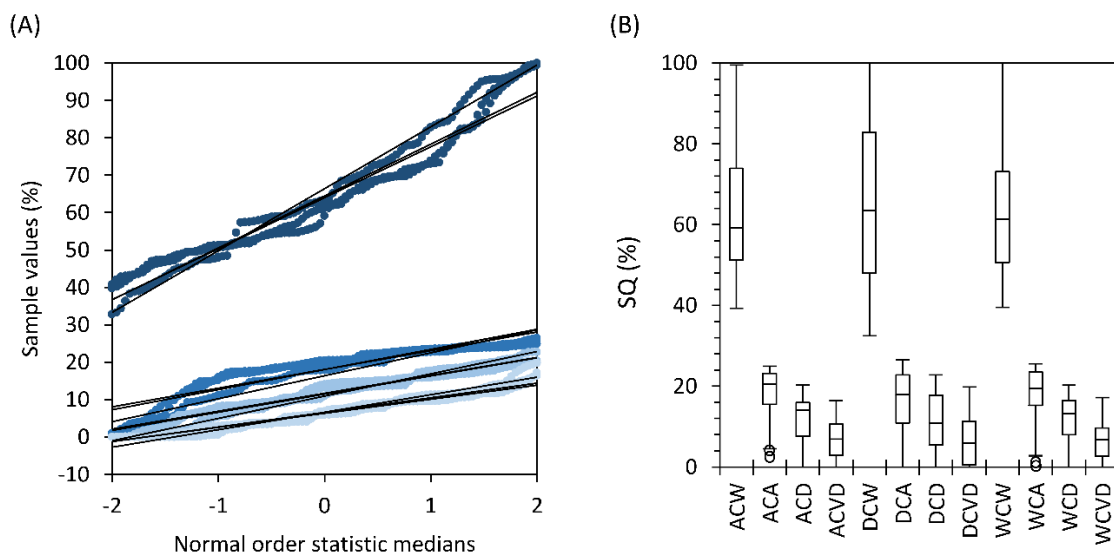 (A)
(B)
100
90
80
70
60
50
40
30
20
10
0
-10
Sample values (%)
-2
-1
0
1
2
Normal order statistic medians
100
80
60
40
20
0
SQ (%)
ACW
ACA
ACD
ACVD
DCW
DCA
DCD
DCVD
WCW
WCA
WCD
WCVD